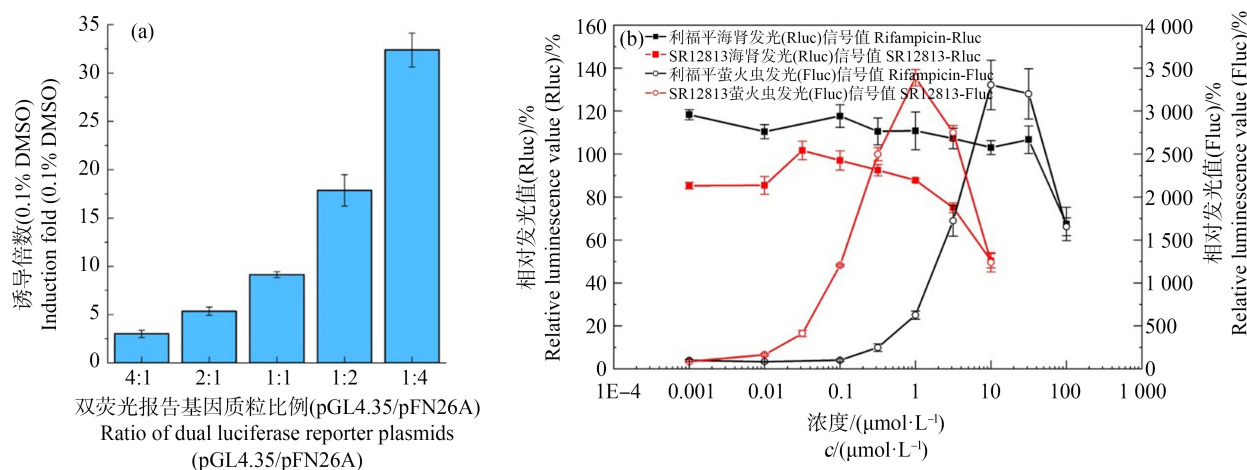 (a)
35
30
25
20
15
10
5
0
诱导倍数(0.1% DMSO)
Induction fold (0.1% DMSO)
4:1 2:1 1:1 1:2 1:4
双荧光报告基因质粒比例(pGL4.35/pFN26A)
Ratio of dual luciferase reporter plasmids
(pGL4.35/pFN26A)
(b)
利福平海肾发光(Rluc)信号值 Rifampicin-Rluc
SR12813海肾发光(Rluc)信号值 SR12813-Rluc
利福平萤火虫发光(Fluc)信号值 Rifampicin-Fluc
SR12813萤火虫发光(Fluc)信号值 SR12813-Fluc
160
140
120
100
80
60
40
20
0
相对发光值(Rluc)/%
Relative luminescence value (Rluc)/%
4 000
3 500
3 000
2 500
2 000
1 500
1 000
500
0
相对发光值(Fluc)/%
Relative luminescence value (Fluc)/%
1E−4 0.001 0.01 0.1 1 10 100 1 000
浓度/(μmol·L⁻¹)
c/(μmol·L⁻¹)